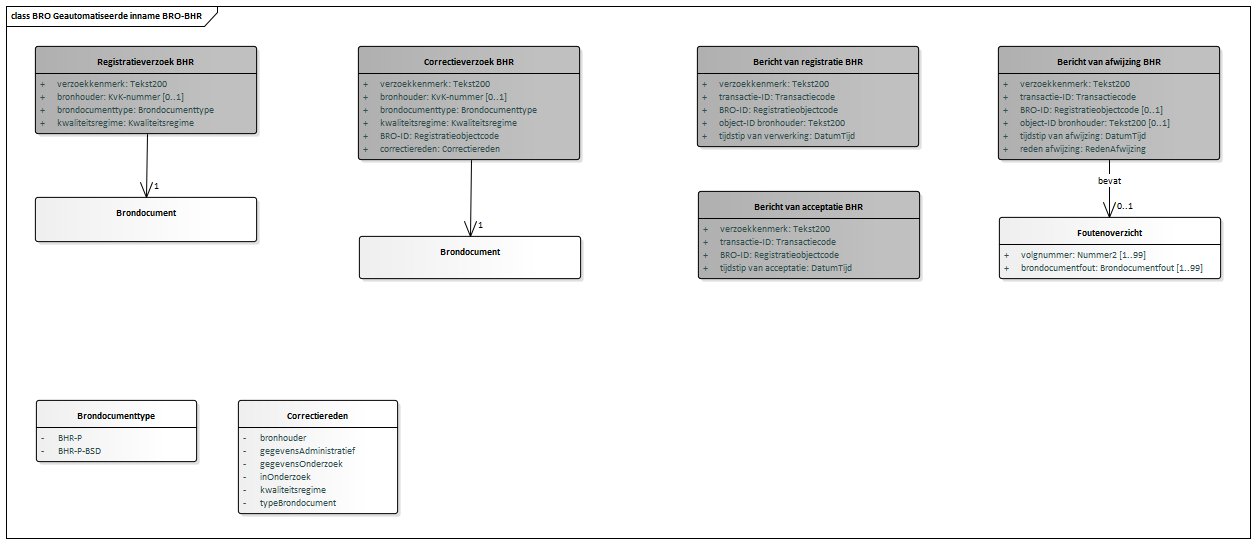 class BRO Geautomatiseerde inname BRO-BHR
Registratieverzoek BHR
+ verzoekkenmerk: Tekst200
+ bronhouder: KvK-nummer [0..1]
+ brondocumenttype: Brondocumenttype
+ kwaliteitsregime: Kwaliteitsregime
1
Brondocument
Correctieverzoek BHR
+ verzoekkenmerk: Tekst200
+ bronhouder: KvK-nummer [0..1]
+ brondocumenttype: Brondocumenttype
+ kwaliteitsregime: Kwaliteitsregime
+ BRO-ID: Registratieobjectcode
+ correctiereden: Correctiereden
1
Brondocument
Bericht van registratie BHR
+ verzoekkenmerk: Tekst200
+ transactie-ID: Transactiecode
+ BRO-ID: Registratieobjectcode
+ object-ID bronhouder: Tekst200
+ tijdstip van verwerking: DatumTijd
Bericht van acceptatie BHR
+ verzoekkenmerk: Tekst200
+ transactie-ID: Transactiecode
+ BRO-ID: Registratieobjectcode
+ tijdstip van acceptatie: DatumTijd
Bericht van afwijzing BHR
+ verzoekkenmerk: Tekst200
+ transactie-ID: Transactiecode
+ BRO-ID: Registratieobjectcode [0..1]
+ object-ID bronhouder: Tekst200 [0..1]
+ tijdstip van afwijzing: DatumTijd
+ reden afwijzing: RedenAfwijzing
bevat
0..1
Foutenoverzicht
+ volgnummer: Nummer2 [1..99]
+ brondocumentfout: Brondocumentfout [1..99]
Brondocumenttype
- BHR-P
- BHR-P-BSD
Correctiereden
- bronhouder
- gegevensAdministratief
- gegevensOnderzoek
- inOnderzoek
- kwaliteitsregime
- typeBrondocument